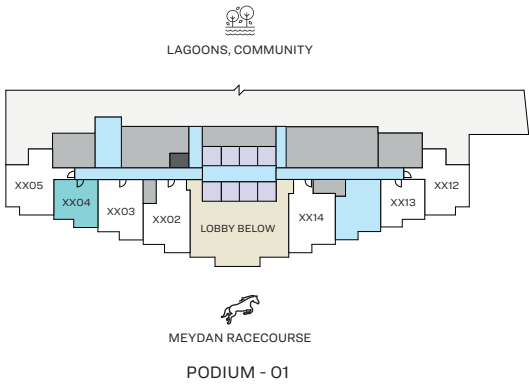 LAGOONS, COMMUNITY
XX05
XX04
XX03
XX02
LOBBY BELOW
XX14
XX13
XX12
MEYDAN RACECOURSE
PODIUM - 01